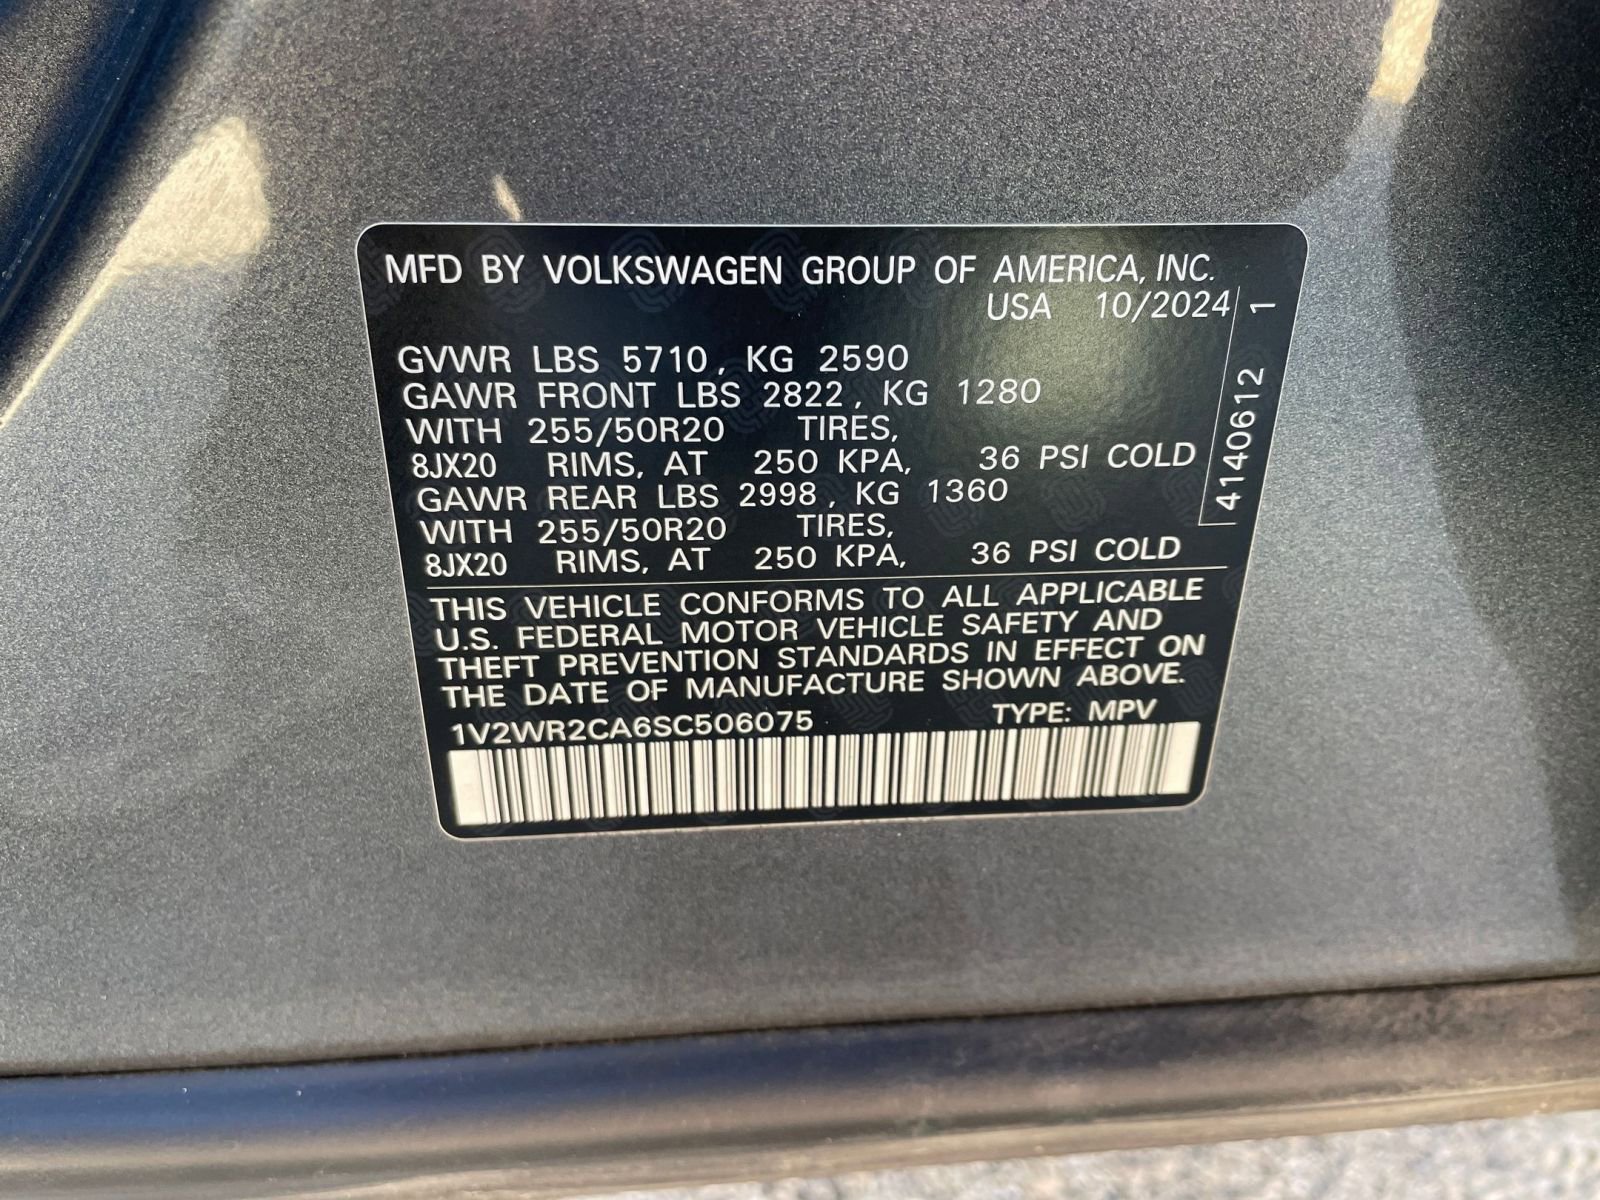 MFD BY VOLKSWAGEN GROUP OF AMERICA, INC.
USA 10/2024
GVWR LBS 5710, KG 2590
GAWR FRONT LBS 2822, KG 1280
WITH 255/50R20 TIRES,
8JX20 RIMS, AT 250 KPA, 36 PSI COLD
GAWR REAR LBS 2998, KG 1360
WITH 255/50R20 TIRES,
8JX20 RIMS, AT 250 KPA, 36 PSI COLD
4140612 1
THIS VEHICLE CONFORMS TO ALL APPLICABLE
U.S. FEDERAL MOTOR VEHICLE SAFETY AND
THEFT PREVENTION STANDARDS IN EFFECT ON
THE DATE OF MANUFACTURE SHOWN ABOVE.
1V2WR2CA6SC506075 TYPE: MPV